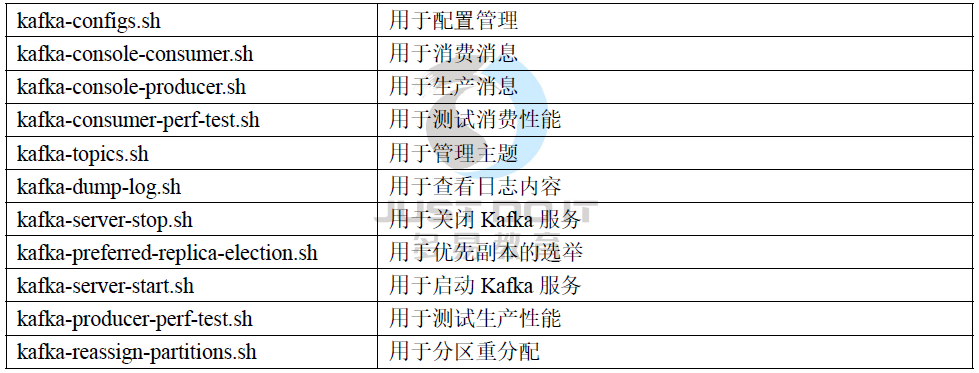 kafka-configs.sh 用于配置管理
kafka-console-consumer.sh 用于消费消息
kafka-console-producer.sh 用于生产消息
kafka-consumer-perf-test.sh 用于测试消费性能
kafka-topics.sh 用于管理主题
kafka-dump-log.sh 用于查看日志内容
kafka-server-stop.sh 用于关闭 Kafka 服务
JUST DO IT
多易教育
kafka-preferred-replica-election.sh 用于优先副本的选举
kafka-server-start.sh 用于启动 Kafka 服务
kafka-producer-perf-test.sh 用于测试生产性能
kafka-reassign-partitions.sh 用于分区重分配